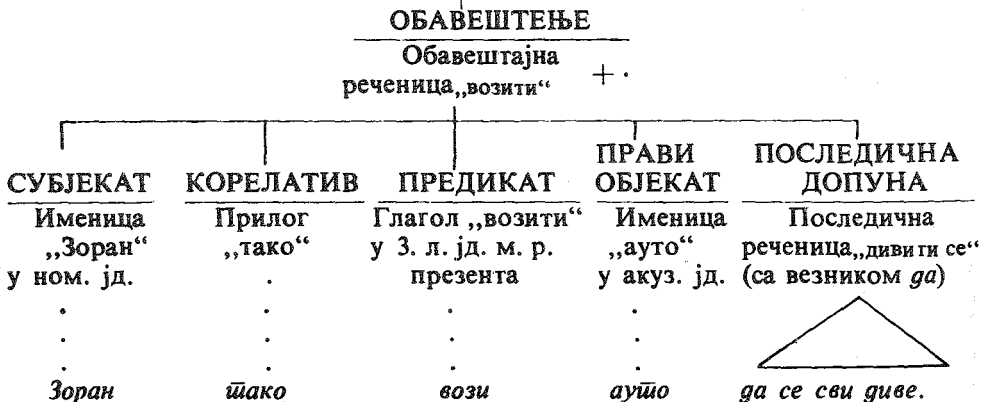 ОБАВЕШТЕЊЕ
Обавештајна
реченица „возити“ + .
ПРАВИ ПОСЛЕДИЧНА
СУБЈЕКАТ КОРЕЛАТИВ ПРЕДИКАТ ОБЈЕКАТ ДОПУНА
Именица Прилог Глагол „возити“ Именица Последична
„Зоран“ „тако“ у 3. л. јд. м. р. „ауто“ реченица „дивити се“
у ном. јд. презента у акуз. јд. (са везником да)
Зоран тако вози ауто да се сви диве.